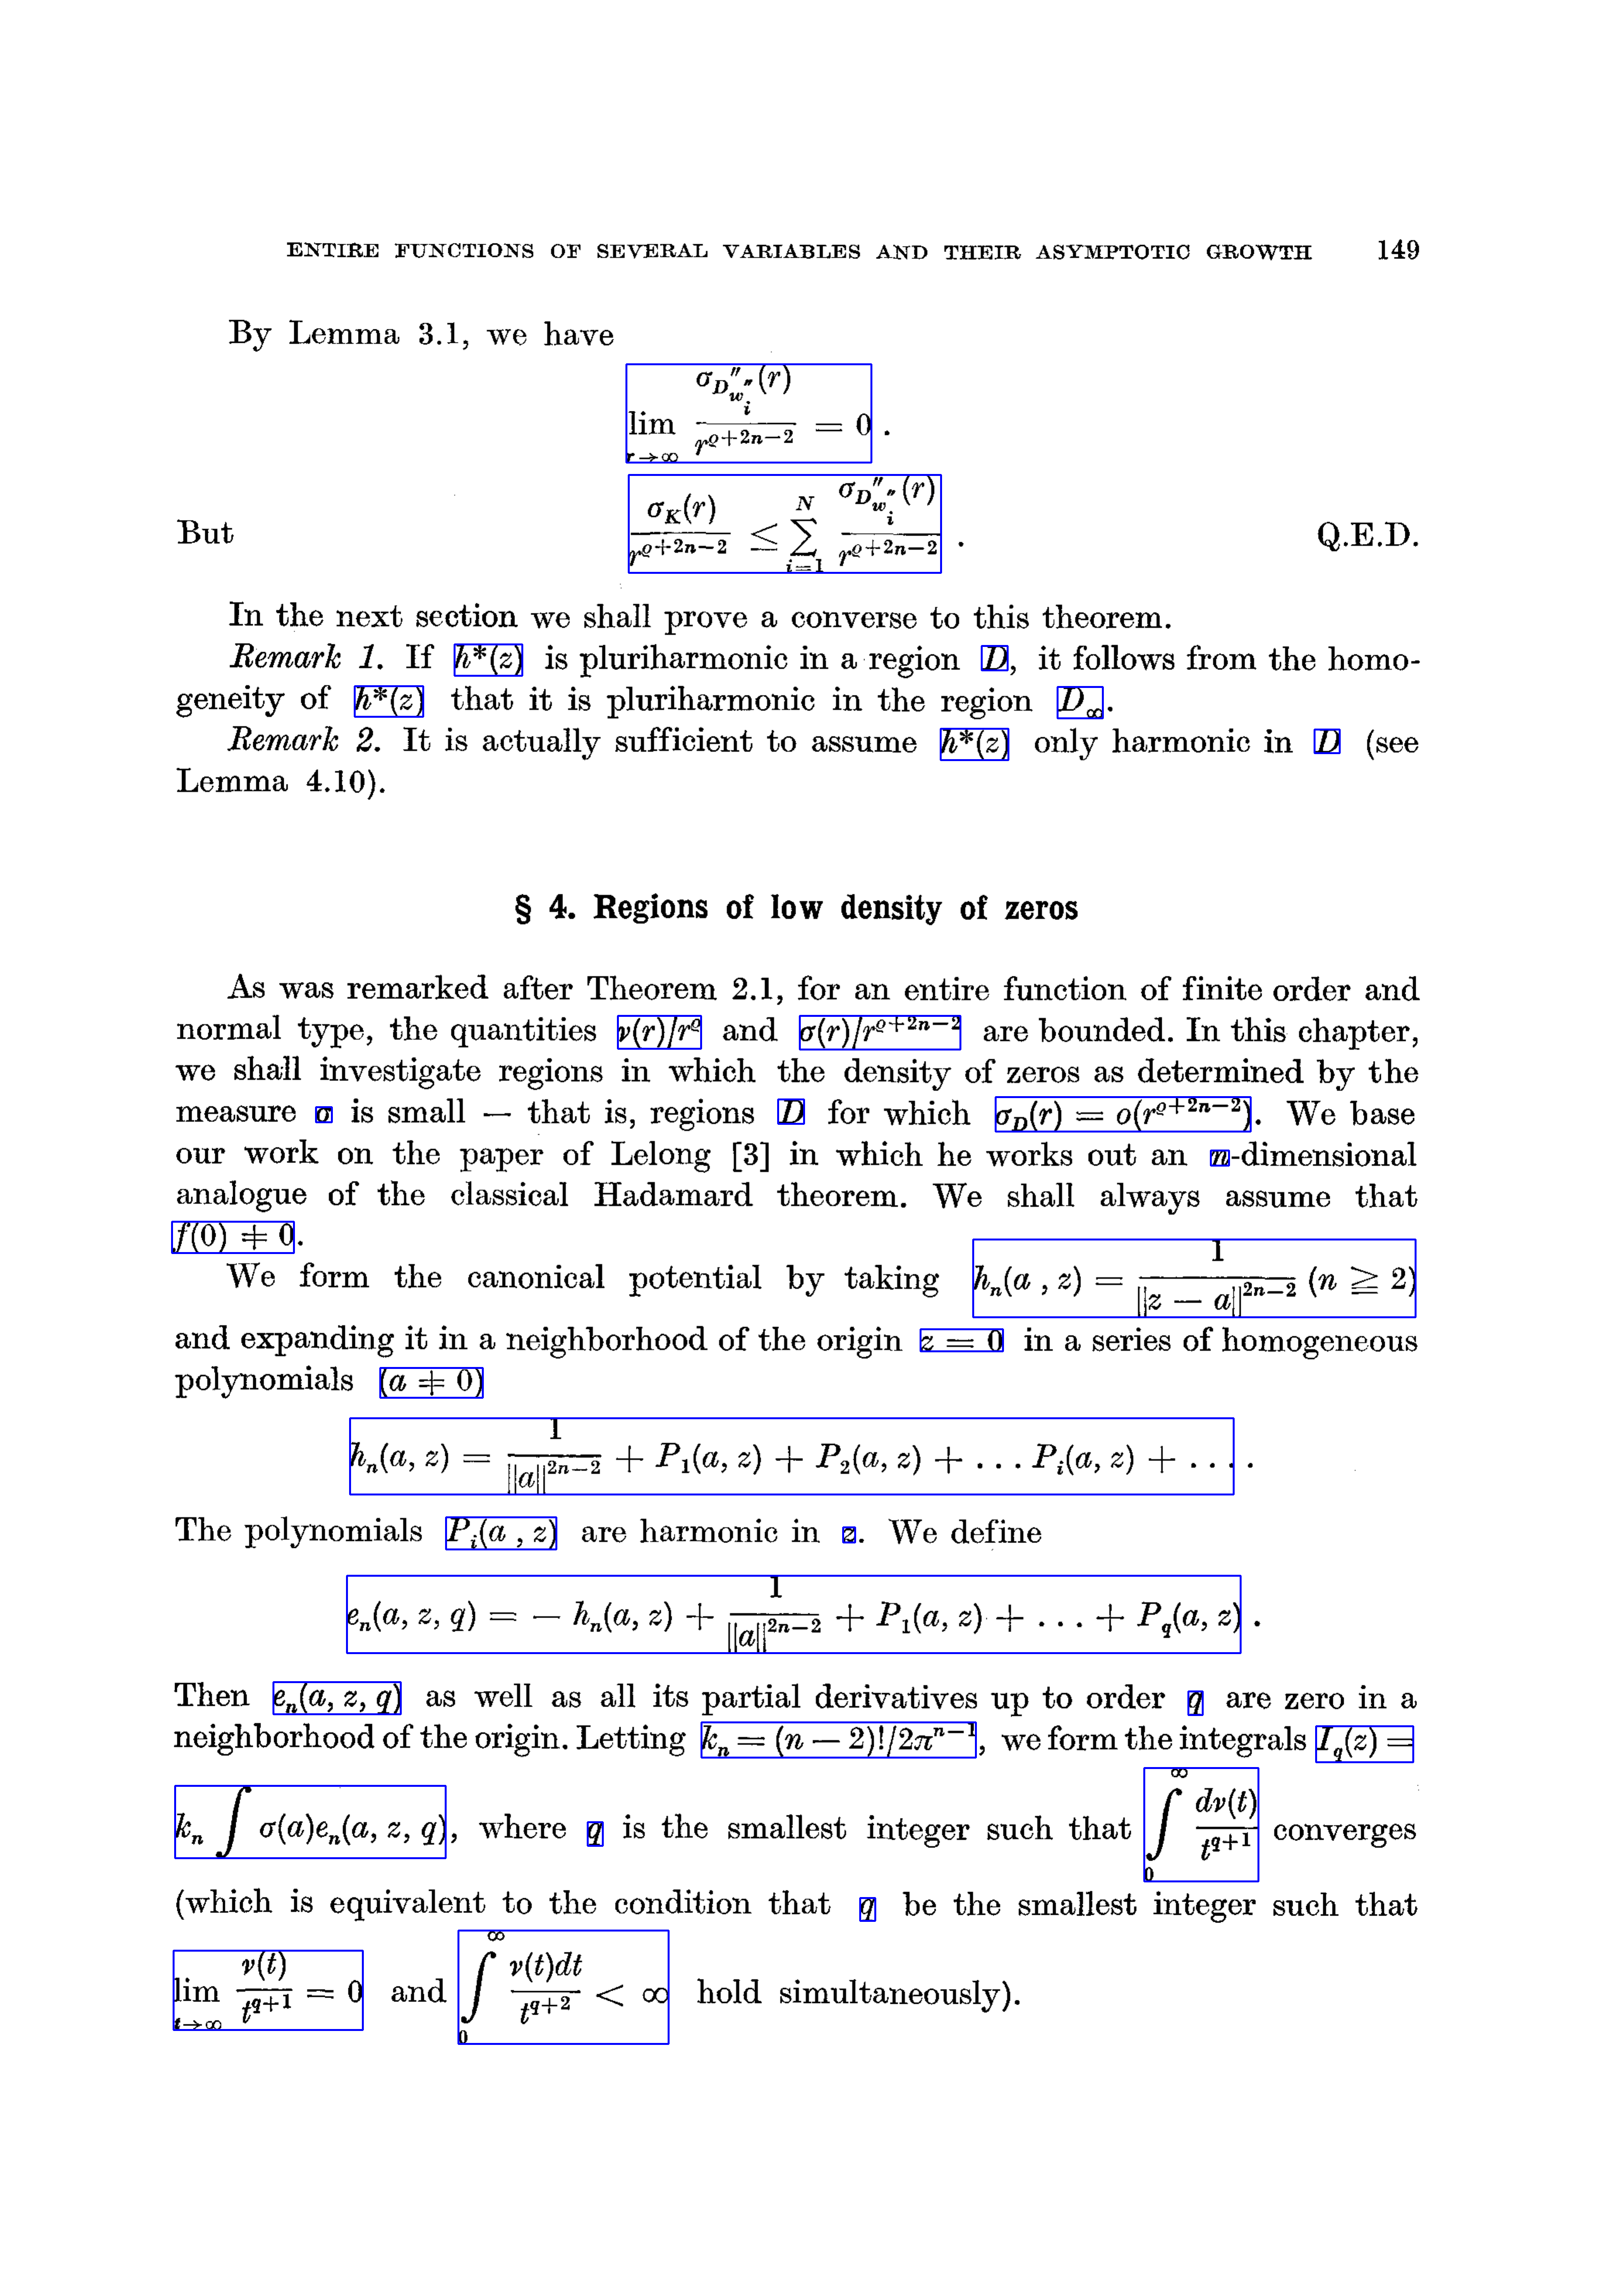 ENTIRE FUNCTIONS OF SEVERAL VARIABLES AND THEIR ASYMPTOTIC GROWTH 149
By Lemma 3.1, we have
$\lim_{r \to \infty} \frac{\sigma_{D''_{w''_i}}(r)}{r^{\varrho+2n-2}} = 0$ .
But $\frac{\sigma_K(r)}{r^{\varrho+2n-2}} \leq \sum_{i=1}^{N} \frac{\sigma_{D''_{w''_i}}(r)}{r^{\varrho+2n-2}}$ . Q.E.D.
In the next section we shall prove a converse to this theorem.
Remark 1. If $h^*(z)$ is pluriharmonic in a region $D$, it follows from the homo-
geneity of $h^*(z)$ that it is pluriharmonic in the region $D_\infty$.
Remark 2. It is actually sufficient to assume $h^*(z)$ only harmonic in $D$ (see
Lemma 4.10).
§ 4. Regions of low density of zeros
As was remarked after Theorem 2.1, for an entire function of finite order and
normal type, the quantities $\nu(r)/r^\varrho$ and $\sigma(r)/r^{\varrho+2n-2}$ are bounded. In this chapter,
we shall investigate regions in which the density of zeros as determined by the
measure $\sigma$ is small — that is, regions $D$ for which $\sigma_D(r) = o(r^{\varrho+2n-2})$. We base
our work on the paper of Lelong [3] in which he works out an $n$-dimensional
analogue of the classical Hadamard theorem. We shall always assume that
$f(0) \neq 0$.
We form the canonical potential by taking $h_n(a , z) = \frac{1}{||z - a||^{2n-2}} (n \geqq 2)$
and expanding it in a neighborhood of the origin $z = 0$ in a series of homogeneous
polynomials $(a \neq 0)$
$h_n(a, z) = \frac{1}{||a||^{2n-2}} + P_1(a, z) + P_2(a, z) + \ldots P_i(a, z) + \ldots$ .
The polynomials $P_i(a , z)$ are harmonic in $z$. We define
$e_n(a, z, q) = - h_n(a, z) + \frac{1}{||a||^{2n-2}} + P_1(a, z) + \ldots + P_q(a, z)$ .
Then $e_n(a, z, q)$ as well as all its partial derivatives up to order $q$ are zero in a
neighborhood of the origin. Letting $k_n = (n - 2)!/2\pi^{n-1}$, we form the integrals $I_q(z) =$
$k_n \int \sigma(a)e_n(a, z, q)$, where $q$ is the smallest integer such that $\int_0^\infty \frac{d\nu(t)}{t^{q+1}}$ converges
(which is equivalent to the condition that $q$ be the smallest integer such that
$\lim_{t \to \infty} \frac{\nu(t)}{t^{q+1}} = 0$ and $\int_0^\infty \frac{\nu(t)dt}{t^{q+2}} < \infty$ hold simultaneously).